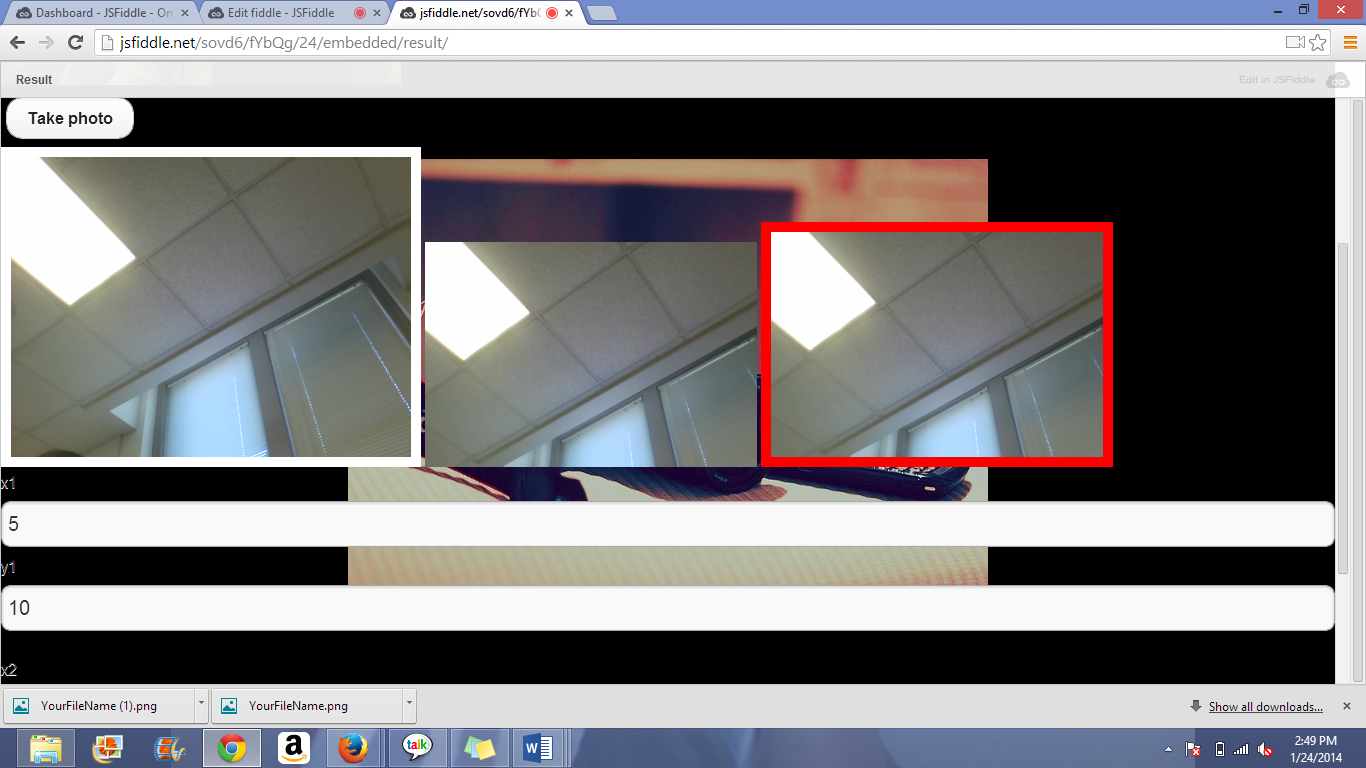 Dashboard - JSFiddle - On
Edit fiddle - JSFiddle
jsfiddle.net/sovd6/fYbQ
jsfiddle.net/sovd6/fYbQg/24/embedded/result/
Result
Edit in JSFiddle
Take photo
x1
5
y1
10
x2
YourFileName (1).png
YourFileName.png
Show all downloads...
a
talk
W
2:49 PM
1/24/2014